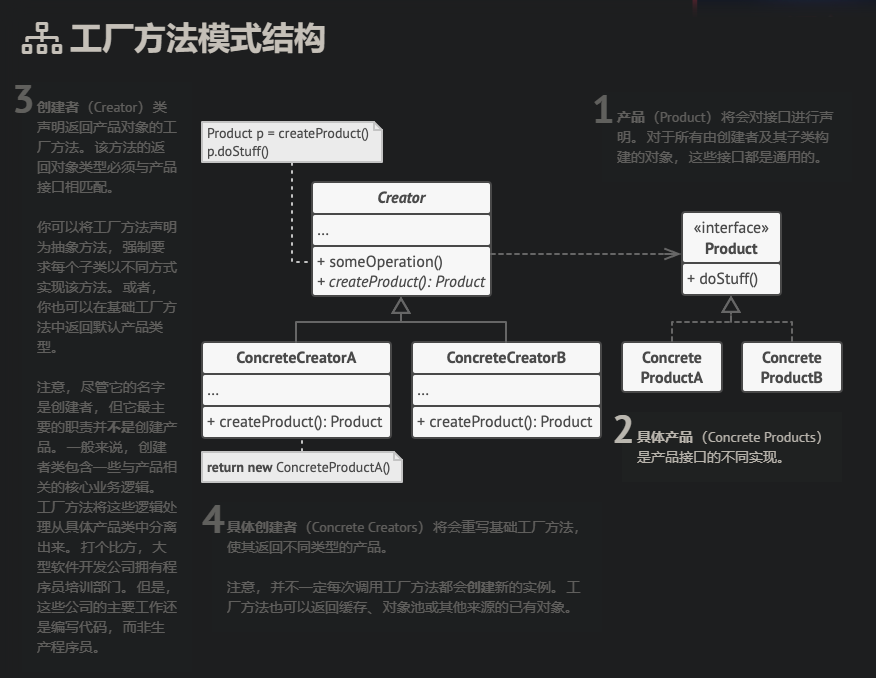 工厂方法模式结构
3
创建者（Creator）类
声明返回产品对象的工
厂方法。该方法的返
回对象类型必须与产品
接口相匹配。
你可以将工厂方法声明
为抽象方法，强制要
求每个子类以不同方式
实现该方法。或者，
你也可以在基础工厂方
法中返回默认产品类
型。
注意，尽管它的名字
是创建者，但它最主
要的职责并不是创建产
品。一般来说，创建
者类包含一些与产品相
关的核心业务逻辑。
工厂方法将这些逻辑处
理从具体产品类中分离
出来。打个比方，大
型软件开发公司拥有程
序员培训部门。但是，
这些公司的主要工作还
是编写代码，而非生
产程序员。
Product p = createProduct()
p.doStuff()
Creator
...
+ someOperation()
+ createProduct(): Product
ConcreteCreatorA
...
+ createProduct(): Product
return new ConcreteProductA()
ConcreteCreatorB
...
+ createProduct(): Product
1
产品（Product）将会对接口进行声
明。对于所有由创建者及其子类构
建的对象，这些接口都是通用的。
«interface»
Product
+ doStuff()
Concrete
ProductA
Concrete
ProductB
2
具体产品（Concrete Products）
是产品接口的不同实现。
4
具体创建者（Concrete Creators）将会重写基础工厂方法，
使其返回不同类型的产品。
注意，并不一定每次调用工厂方法都会创建新的实例。工
厂方法也可以返回缓存、对象池或其他来源的已有对象。